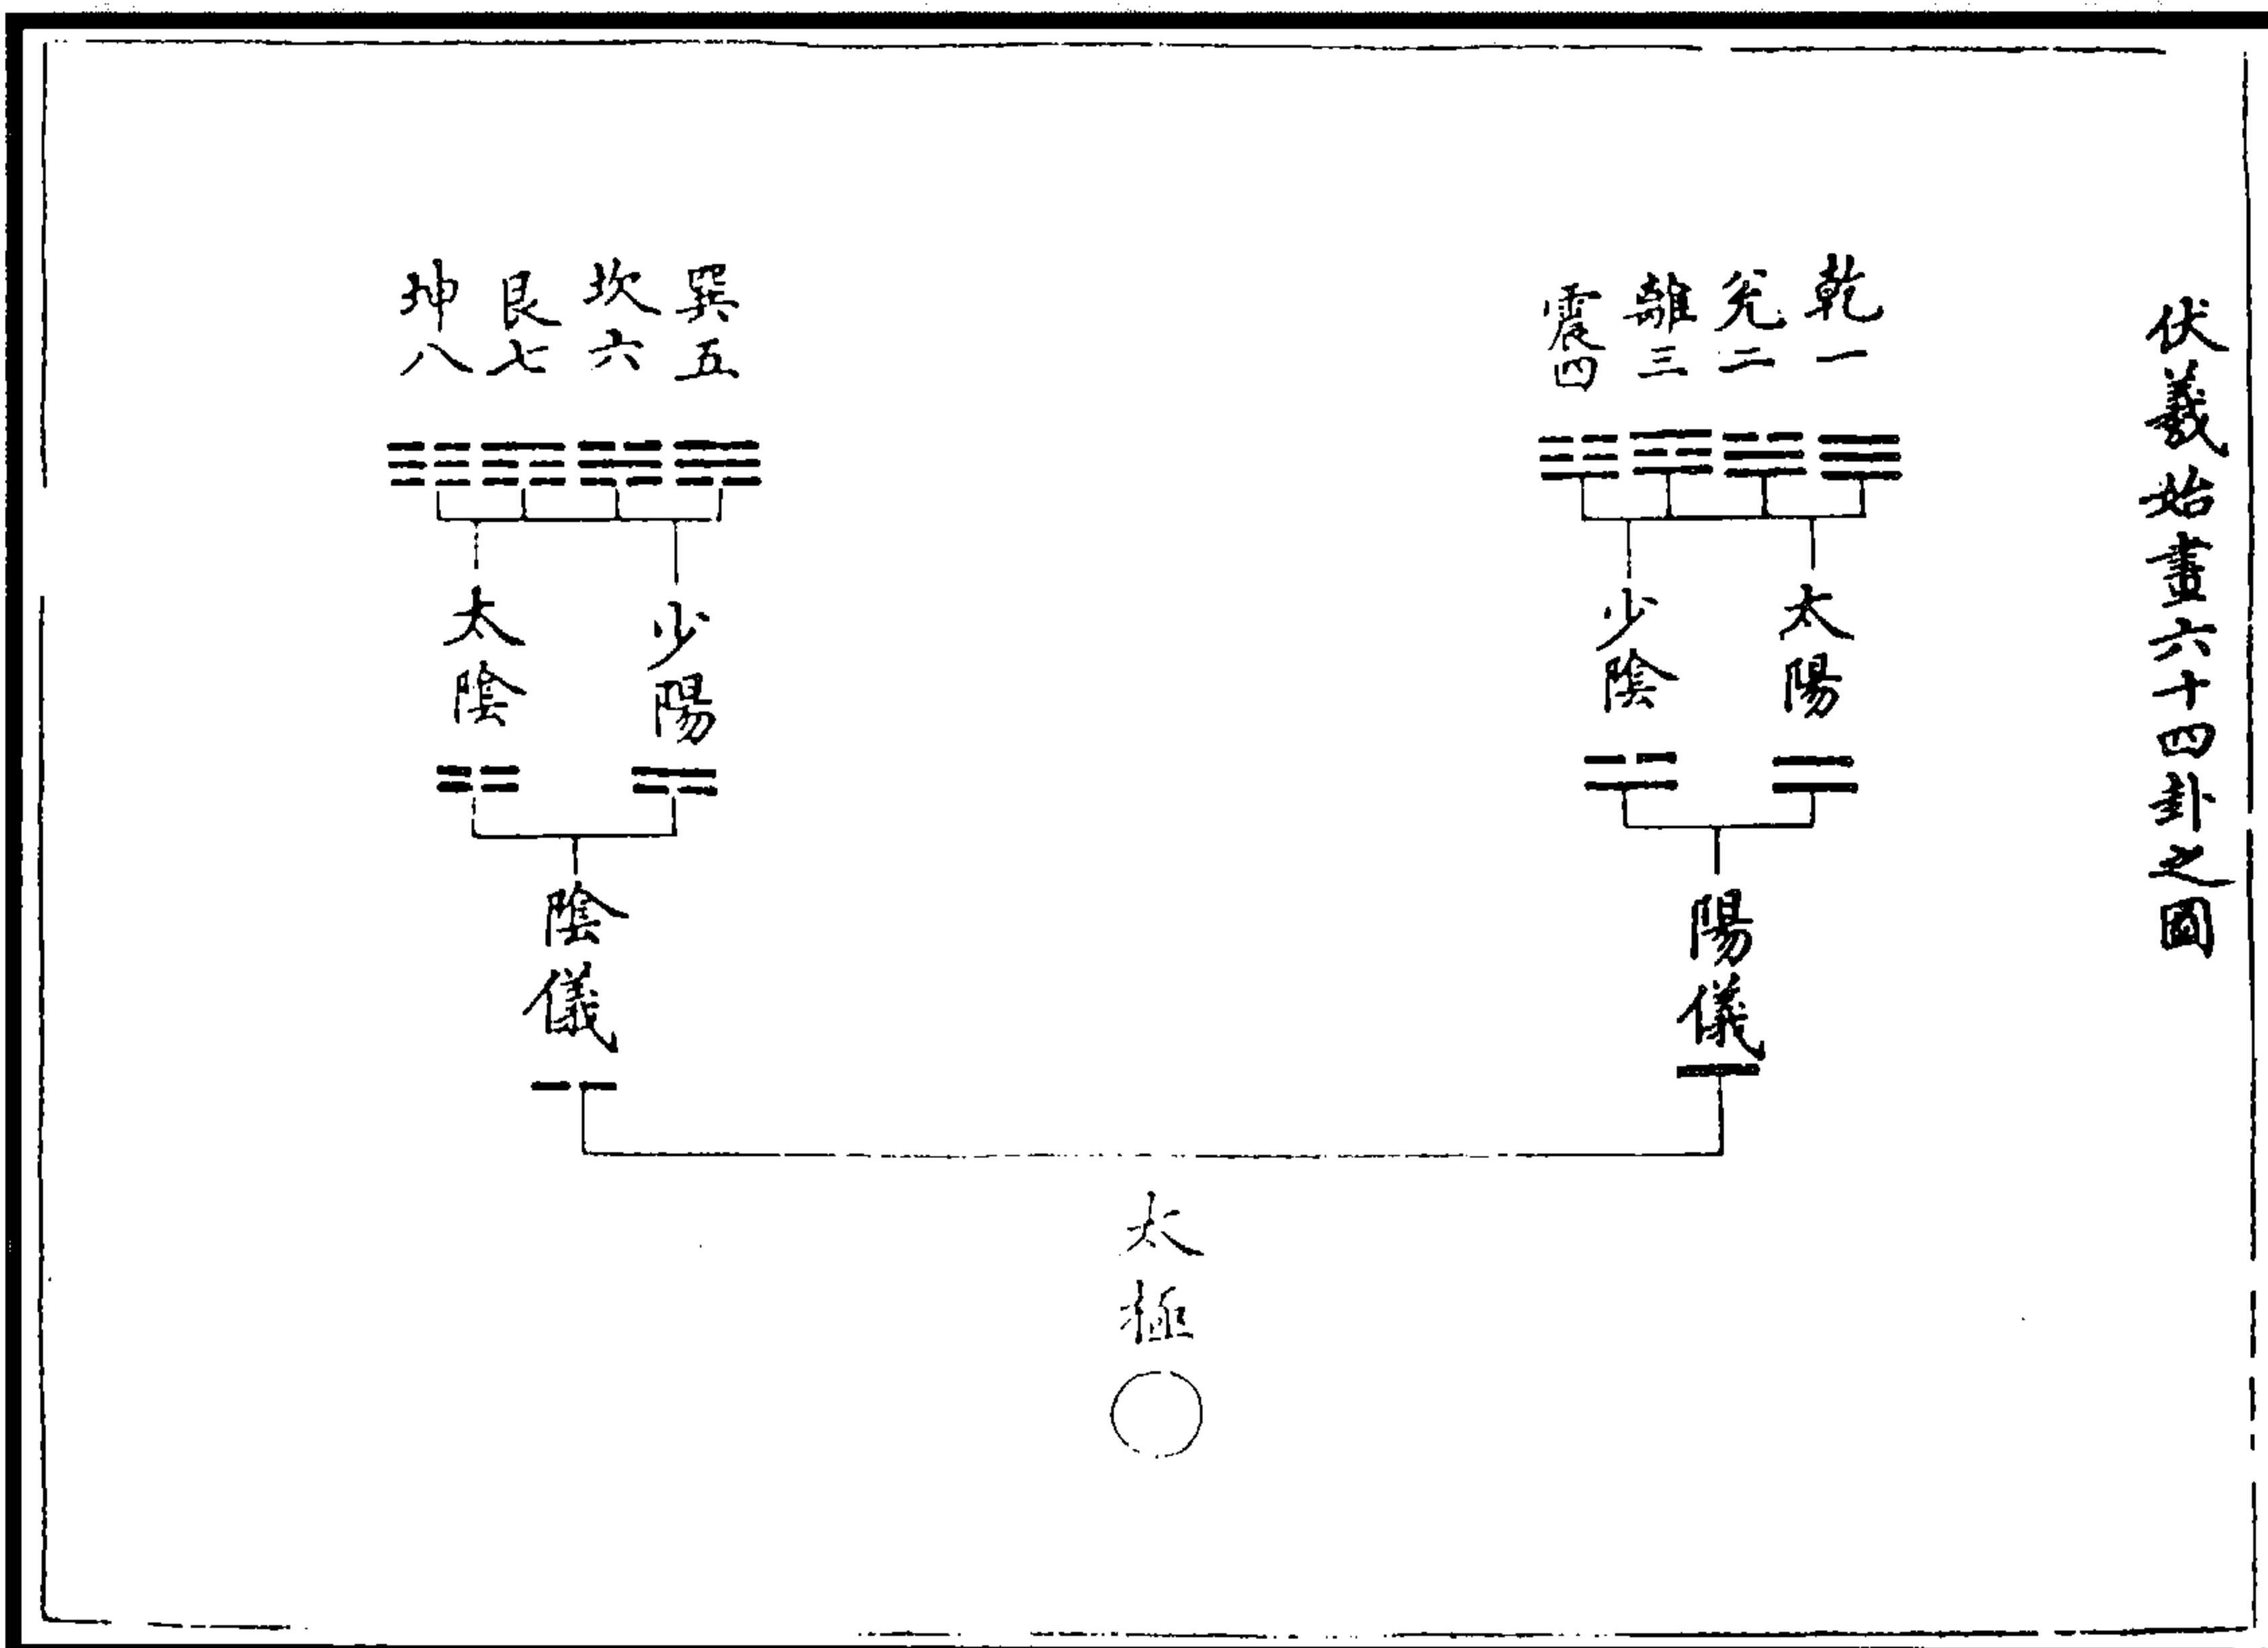 伏羲始畫六十四卦之圖
乾一
兊二
離三
震四
巽五
坎六
艮七
坤八
太陽
少陰
少陽
太陰
陽儀
陰儀
太極